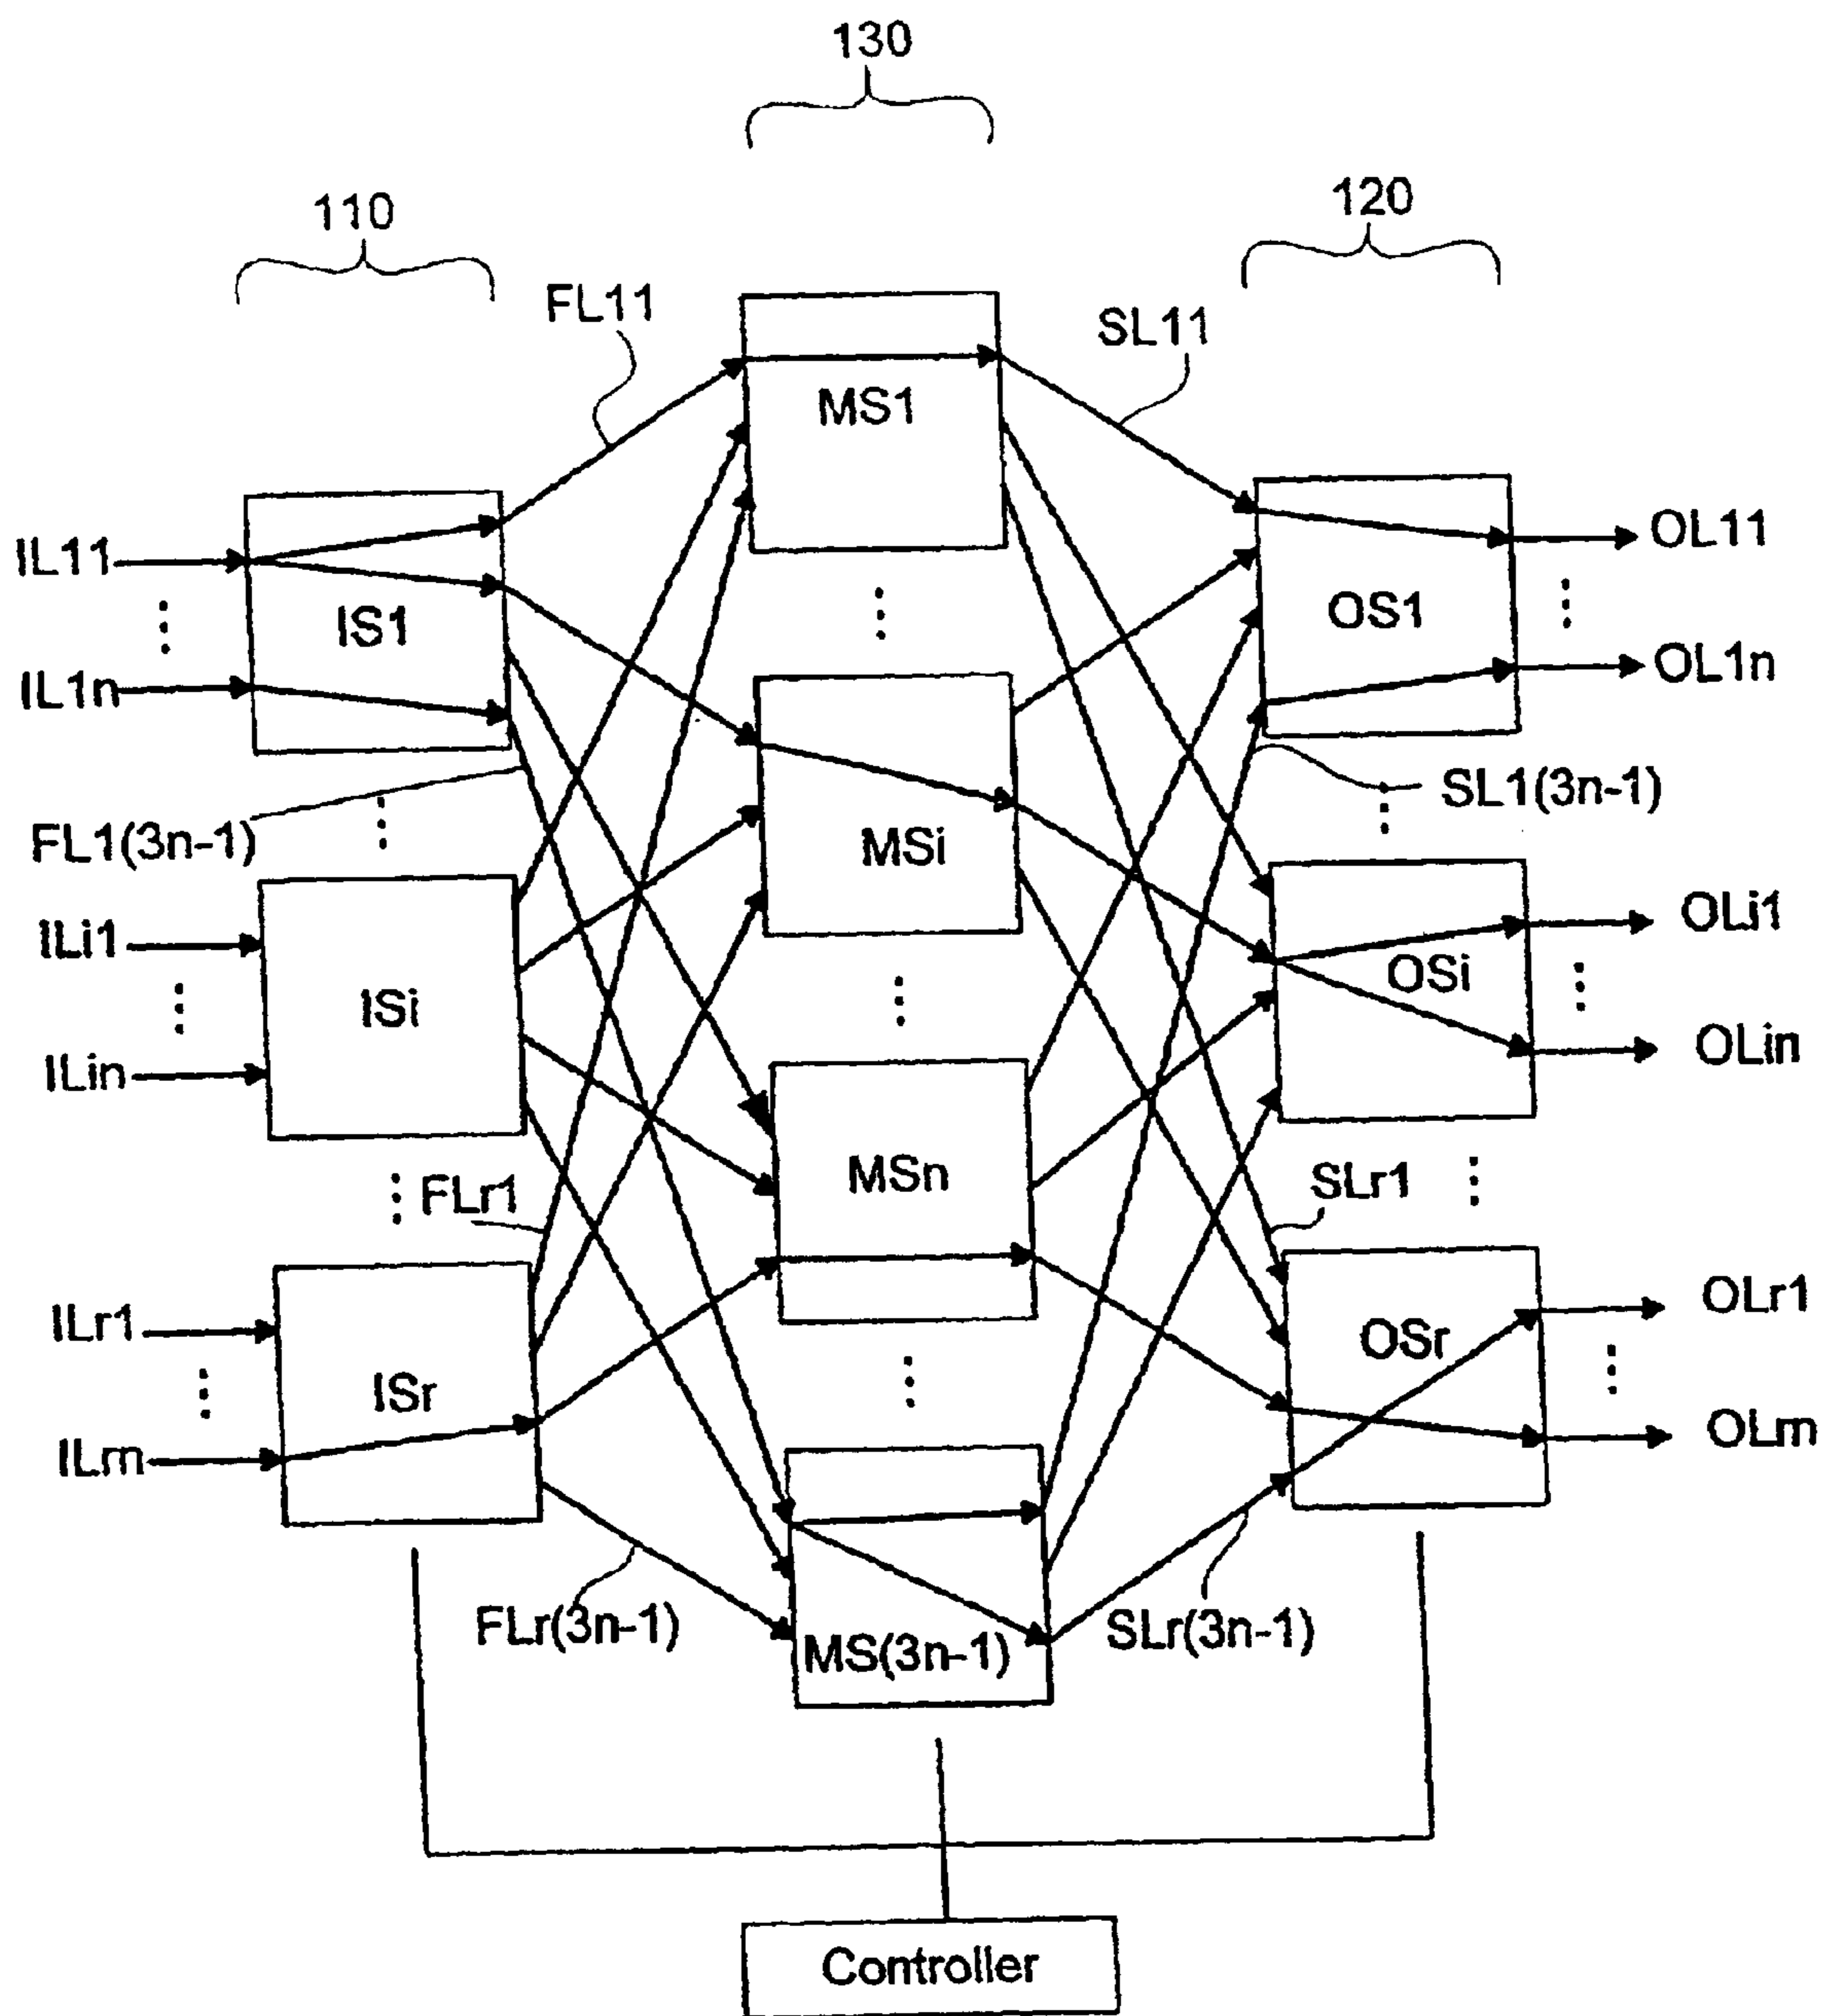 130
110
120
FL11
SL11
MS1
IL11
IS1
IL1n
OS1
OL11
OL1n
FL1(3n-1)
SL1(3n-1)
MSi
ILi1
ISi
ILin
OSi
OLi1
OLin
FLr1
MSn
SLr1
ILr1
ISr
ILrn
OSr
OLr1
OLrn
FLr(3n-1)
MS(3n-1)
SLr(3n-1)
Controller